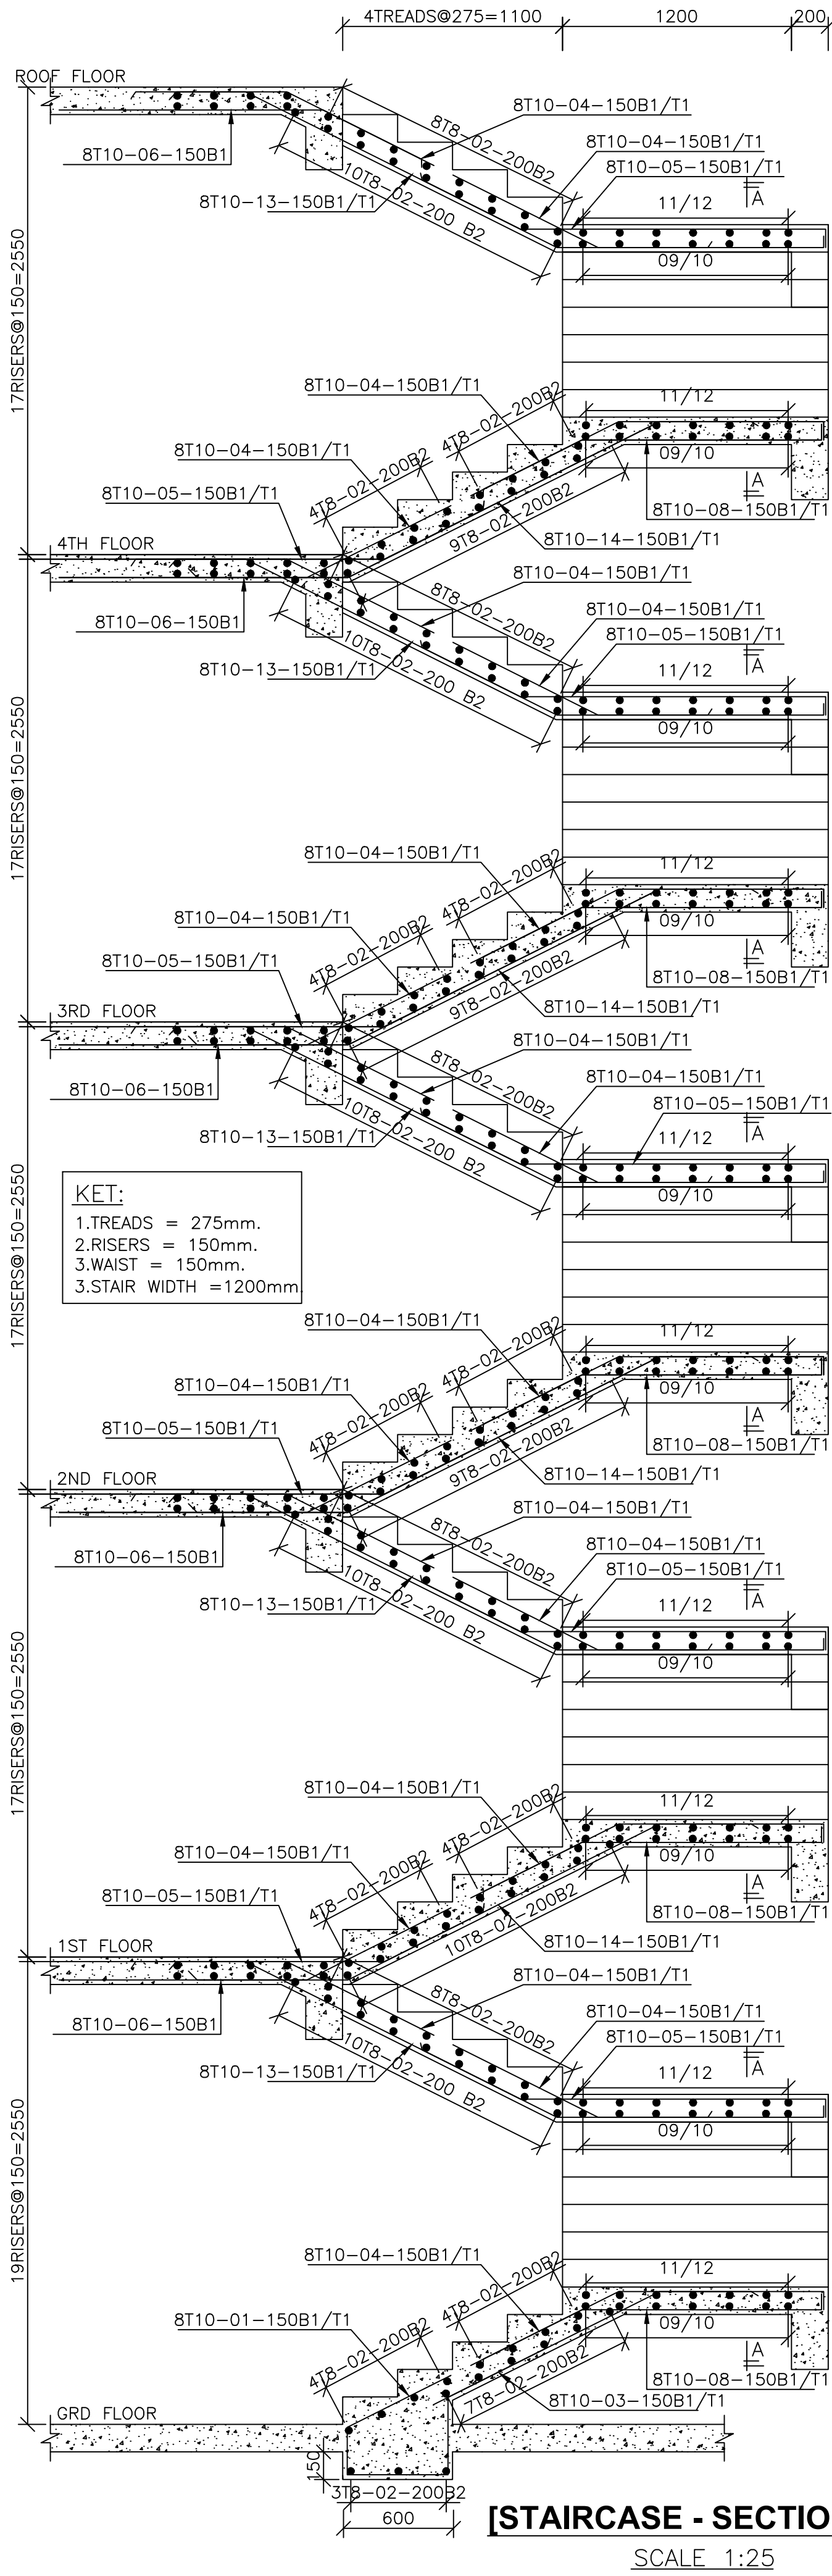 4TREADS@275=1100
1200
200
ROOF FLOOR
8T10-04-150B1/T1
8T8-02-200B2
8T10-04-150B1/T1
8T10-06-150B1
8T10-05-150B1/T1
A
10T8-02-200 B2
8T10-13-150B1/T1
11/12
09/10
17RISERS@150=2550
8T10-04-150B1/T1
4T8-02-200B2
11/12
8T10-04-150B1/T1
4T8-02-200B2
09/10
8T10-05-150B1/T1
9T8-02-200B2
A
8T10-08-150B1/T1
8T10-14-150B1/T1
4TH FLOOR
8T10-04-150B1/T1
8T8-02-200B2
8T10-04-150B1/T1
8T10-06-150B1
8T10-05-150B1/T1
A
10T8-02-200 B2
8T10-13-150B1/T1
11/12
09/10
17RISERS@150=2550
8T10-04-150B1/T1
4T8-02-200B2
11/12
8T10-04-150B1/T1
4T8-02-200B2
09/10
8T10-05-150B1/T1
9T8-02-200B2
A
8T10-08-150B1/T1
8T10-14-150B1/T1
3RD FLOOR
8T10-04-150B1/T1
8T8-02-200B2
8T10-04-150B1/T1
8T10-06-150B1
8T10-05-150B1/T1
A
10T8-02-200 B2
8T10-13-150B1/T1
11/12
09/10
17RISERS@150=2550
KET:
1.TREADS = 275mm.
2.RISERS = 150mm.
3.WAIST = 150mm.
3.STAIR WIDTH =1200mm.
8T10-04-150B1/T1
4T8-02-200B2
11/12
8T10-04-150B1/T1
4T8-02-200B2
09/10
8T10-05-150B1/T1
9T8-02-200B2
A
8T10-08-150B1/T1
8T10-14-150B1/T1
2ND FLOOR
8T10-04-150B1/T1
8T8-02-200B2
8T10-04-150B1/T1
8T10-06-150B1
8T10-05-150B1/T1
A
10T8-02-200 B2
8T10-13-150B1/T1
11/12
09/10
17RISERS@150=2550
8T10-04-150B1/T1
4T8-02-200B2
11/12
8T10-04-150B1/T1
4T8-02-200B2
09/10
8T10-05-150B1/T1
10T8-02-200B2
A
8T10-08-150B1/T1
8T10-14-150B1/T1
1ST FLOOR
8T10-04-150B1/T1
8T8-02-200B2
8T10-04-150B1/T1
8T10-06-150B1
8T10-05-150B1/T1
A
10T8-02-200 B2
8T10-13-150B1/T1
11/12
09/10
19RISERS@150=2550
8T10-04-150B1/T1
4T8-02-200B2
11/12
8T10-01-150B1/T1
4T8-02-200B2
09/10
7T8-02-200B2
A
8T10-08-150B1/T1
8T10-03-150B1/T1
GRD FLOOR
150
3T8-02-200B2
600
[STAIRCASE - SECTIO
SCALE 1:25